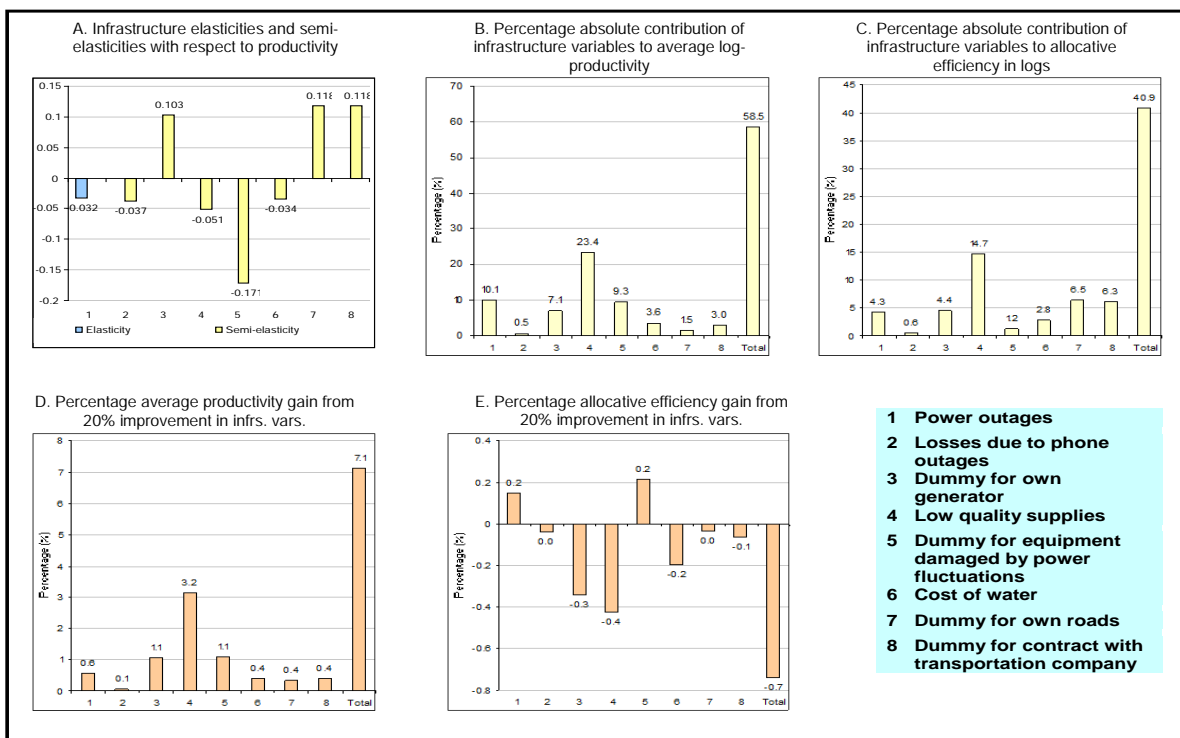 A. Infrastructure elasticities and semi-
elasticities with respect to productivity
0.15
0.1
0.05
0
-0.05
-0.1
-0.15
-0.2
-0.032
-0.037
0.103
-0.051
-0.171
-0.034
0.118
0.118
1 2 3 4 5 6 7 8
Elasticity Semi-elasticity
B. Percentage absolute contribution of
infrastructure variables to average log-
productivity
Percentage (%)
70
60
50
40
30
20
10
0
10.1
0.5
7.1
23.4
9.3
3.6
1.5
3.0
58.5
1 2 3 4 5 6 7 8 Total
C. Percentage absolute contribution of
infrastructure variables to allocative
efficiency in logs
Percentage (%)
45
40
35
30
25
20
15
10
5
0
4.3
0.6
4.4
14.7
1.2
2.8
6.5
6.3
40.9
1 2 3 4 5 6 7 8 Total
D. Percentage average productivity gain from
20% improvement in infrs. vars.
Percentage (%)
8
7
6
5
4
3
2
1
0
0.6
0.1
1.1
3.2
1.1
0.4
0.4
0.4
7.1
1 2 3 4 5 6 7 8 Total
E. Percentage allocative efficiency gain from
20% improvement in infrs. vars.
Percentage (%)
0.4
0.2
0
-0.2
-0.4
-0.6
-0.8
0.2
0.0
-0.3
-0.4
0.2
-0.2
0.0
-0.1
-0.7
1 2 3 4 5 6 7 8 Total
1 Power outages
2 Losses due to phone
outages
3 Dummy for own
generator
4 Low quality supplies
5 Dummy for equipment
damaged by power
fluctuations
6 Cost of water
7 Dummy for own roads
8 Dummy for contract with
transportation company